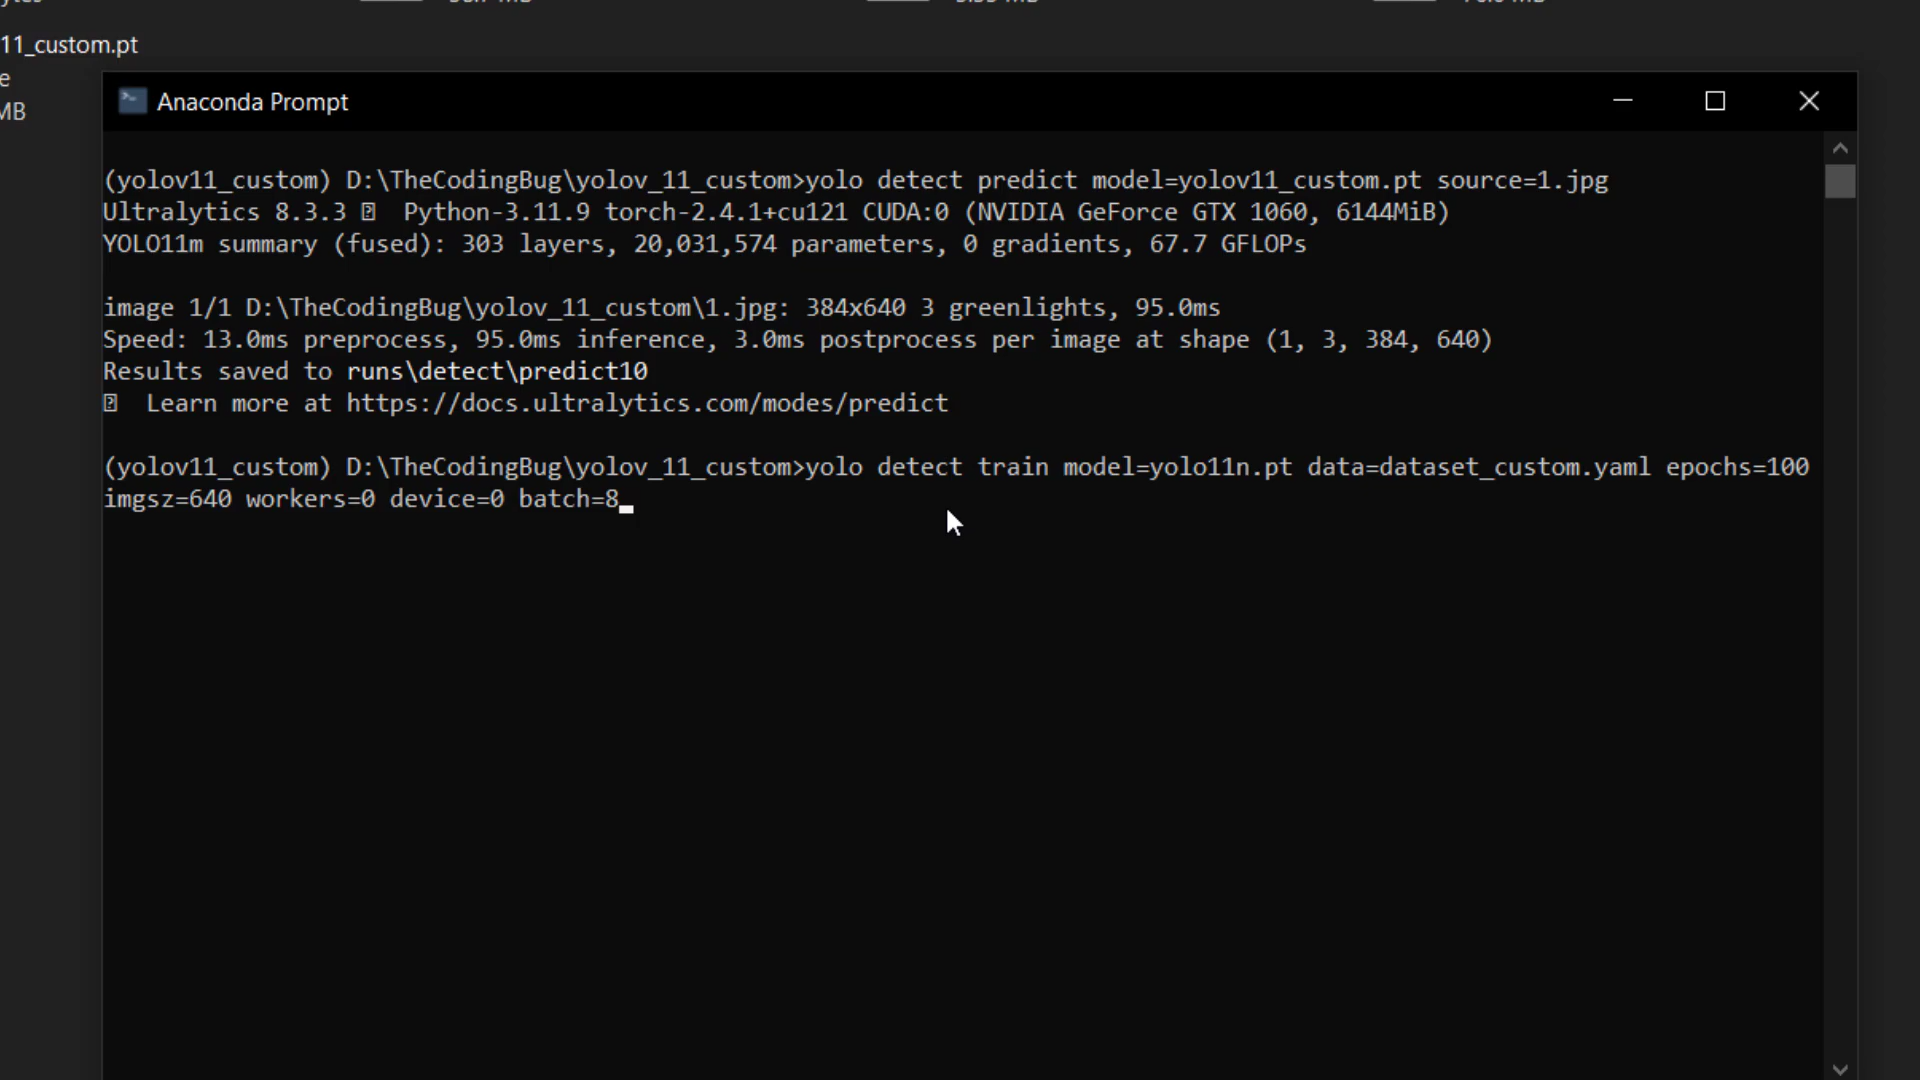 11_custom.pt
e
MB
Anaconda Prompt
(yolov11_custom) D:\TheCodingBug\yolov_11_custom>yolo detect predict model=yolov11_custom.pt source=1.jpg
Ultralytics 8.3.3 Python-3.11.9 torch-2.4.1+cu121 CUDA:0 (NVIDIA GeForce GTX 1060, 6144MiB)
YOLO11m summary (fused): 303 layers, 20,031,574 parameters, 0 gradients, 67.7 GFLOPs
image 1/1 D:\TheCodingBug\yolov_11_custom\1.jpg: 384x640 3 greenlights, 95.0ms
Speed: 13.0ms preprocess, 95.0ms inference, 3.0ms postprocess per image at shape (1, 3, 384, 640)
Results saved to runs\detect\predict10
Learn more at https://docs.ultralytics.com/modes/predict
(yolov11_custom) D:\TheCodingBug\yolov_11_custom>yolo detect train model=yolo11n.pt data=dataset_custom.yaml epochs=100
imgsz=640 workers=0 device=0 batch=8